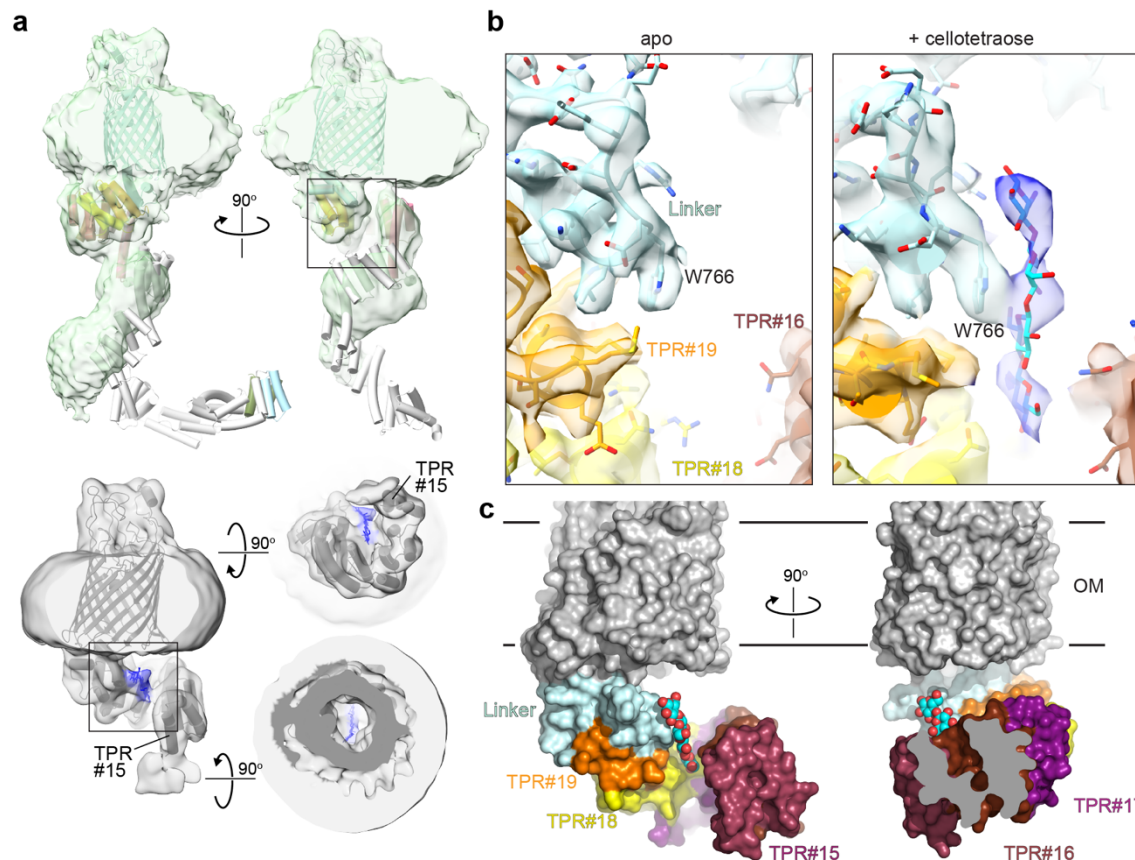 a
90°
TPR
#15
90°
TPR
#15
90°
b
apo
+ cellotetraose
Linker
W766
TPR#16
TPR#19
TPR#18
W766
c
90°
OM
Linker
TPR#19
TPR#18
TPR#15
TPR#17
TPR#16